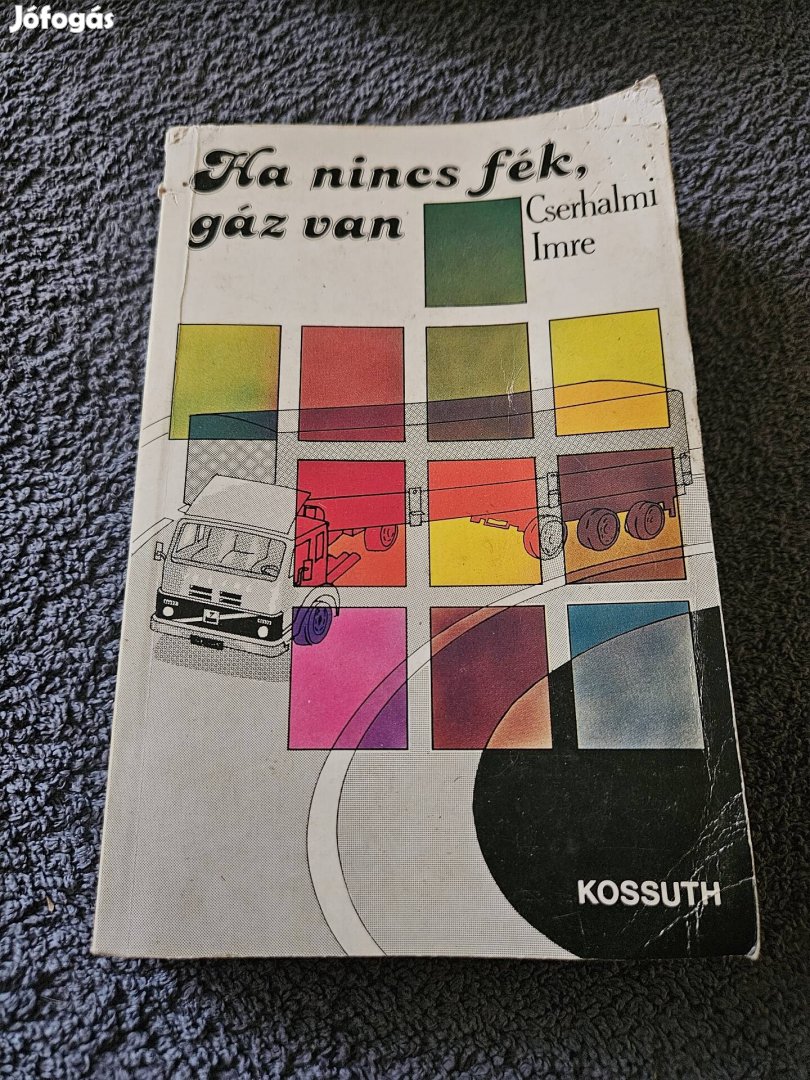 Jófogás
Ha nincs fék,
gáz van
Cserhalmi
Imre
KOSSUTH